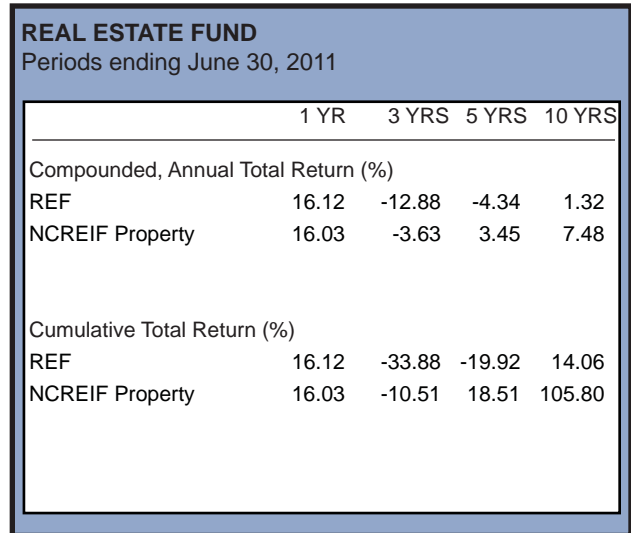 REAL ESTATE FUND
Periods ending June 30, 2011
1 YR 3 YRS 5 YRS 10 YRS
Compounded, Annual Total Return (%)
REF 16.12 -12.88 -4.34 1.32
NCREIF Property 16.03 -3.63 3.45 7.48
Cumulative Total Return (%)
REF 16.12 -33.88 -19.92 14.06
NCREIF Property 16.03 -10.51 18.51 105.80